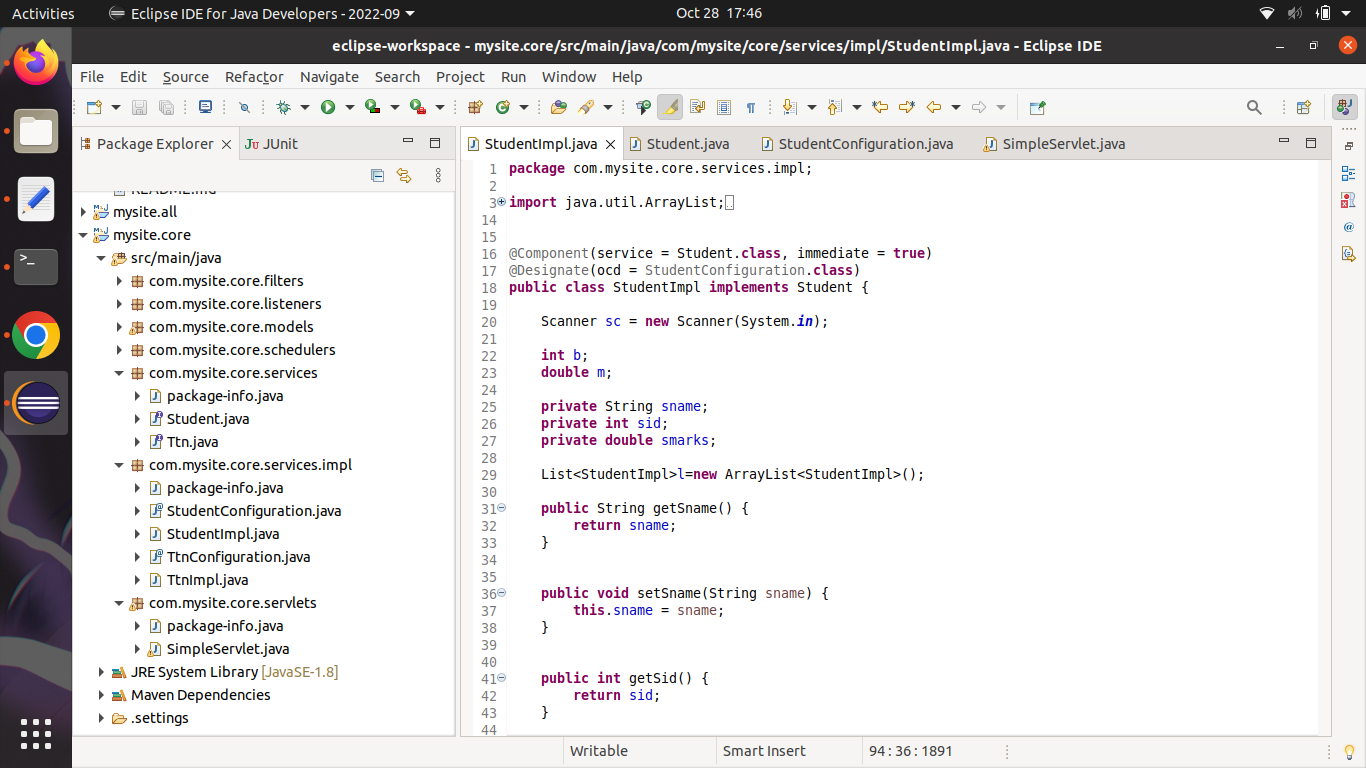 Activities
Eclipse IDE for Java Developers - 2022-09
Oct 28 17:46
eclipse-workspace - mysite.core/src/main/java/com/mysite/core/services/impl/StudentImpl.java - Eclipse IDE
File Edit Source Refactor Navigate Search Project Run Window Help
Package Explorer
JUnit
mysite.all
mysite.core
src/main/java
com.mysite.core.filters
com.mysite.core.listeners
com.mysite.core.models
com.mysite.core.schedulers
com.mysite.core.services
package-info.java
Student.java
Ttn.java
com.mysite.core.services.impl
package-info.java
StudentConfiguration.java
StudentImpl.java
TtnConfiguration.java
TtnImpl.java
com.mysite.core.servlets
package-info.java
SimpleServlet.java
JRE System Library [JavaSE-1.8]
Maven Dependencies
.settings
StudentImpl.java Student.java StudentConfiguration.java SimpleServlet.java
1 package com.mysite.core.services.impl;
2
3 import java.util.ArrayList;
14
15
16 @Component(service = Student.class, immediate = true)
17 @Designate(ocd = StudentConfiguration.class)
18 public class StudentImpl implements Student {
19
20 Scanner sc = new Scanner(System.in);
21
22 int b;
23 double m;
24
25 private String sname;
26 private int sid;
27 private double smarks;
28
29 List<StudentImpl>l=new ArrayList<StudentImpl>();
30
31 public String getSname() {
32 return sname;
33 }
34
35
36 public void setSname(String sname) {
37 this.sname = sname;
38 }
39
40
41 public int getSid() {
42 return sid;
43 }
44
Writable
Smart Insert
94 : 36 : 1891